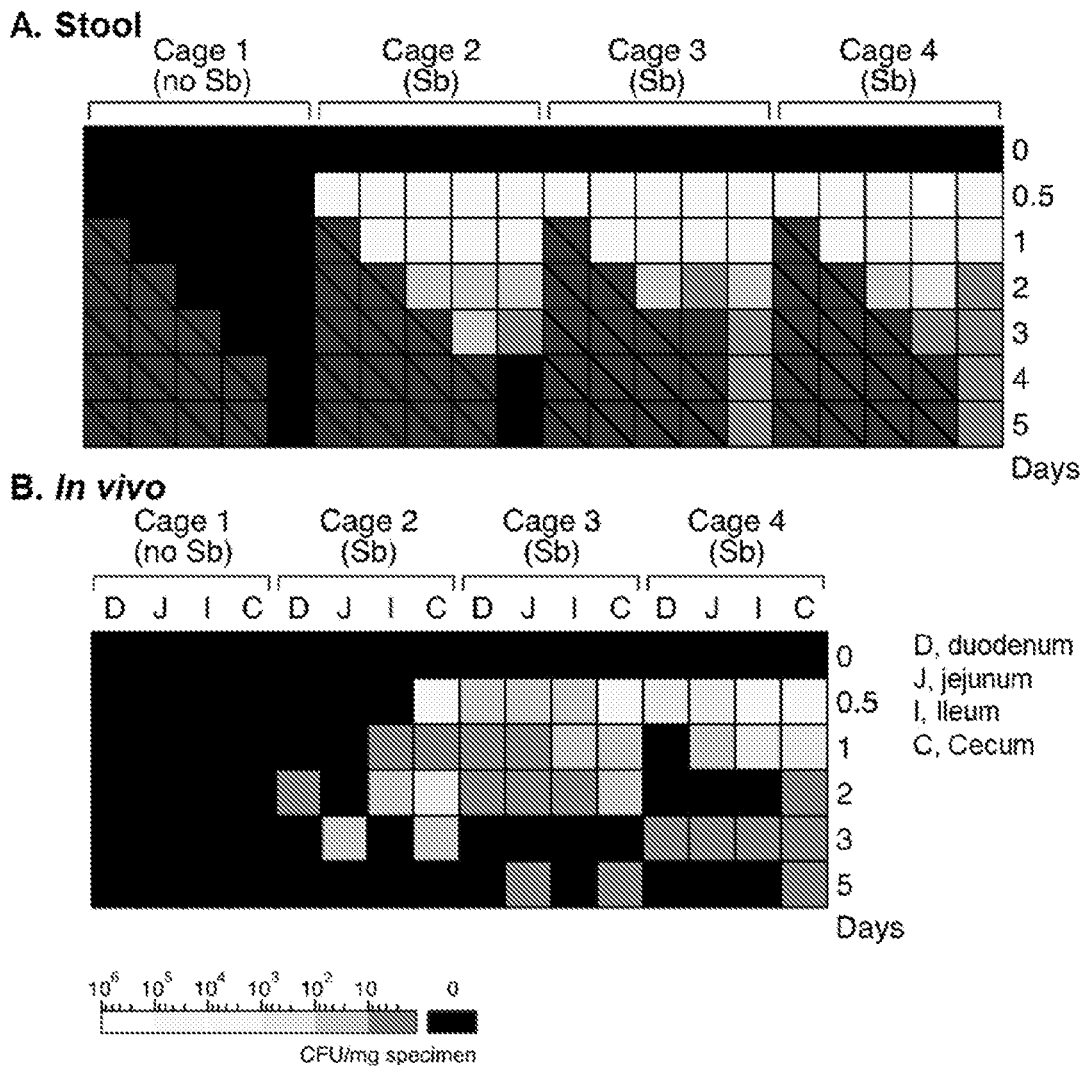 A. Stool
Cage 1 Cage 2 Cage 3 Cage 4
(no Sb) (Sb) (Sb) (Sb)
0
0.5
1
2
3
4
5
Days
B. In vivo
Cage 1 Cage 2 Cage 3 Cage 4
(no Sb) (Sb) (Sb) (Sb)
D J I C D J I C D J I C D J I C
0
0.5
1
2
3
5
Days
D, duodenum
J, jejunum
I, Ileum
C, Cecum
10⁶ 10⁵ 10⁴ 10³ 10² 10 0
CFU/mg specimen